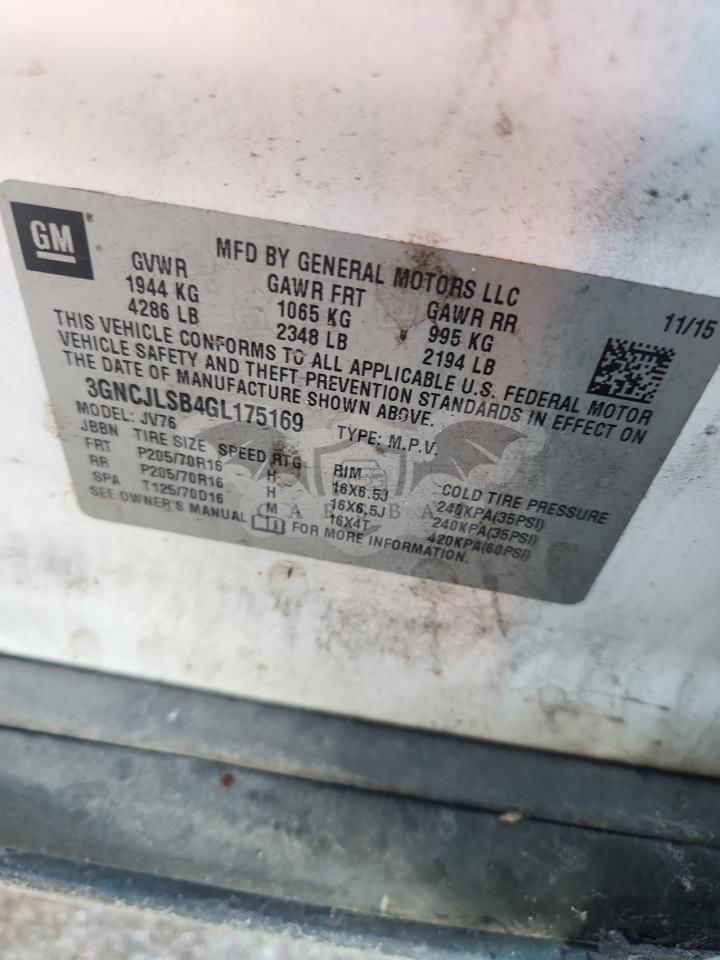 GM
MFD BY GENERAL MOTORS LLC
11/15
GVWR GAWR FRT GAWR RR
1944 KG 1065 KG 995 KG
4286 LB 2348 LB 2194 LB
THIS VEHICLE CONFORMS TO ALL APPLICABLE U.S. FEDERAL MOTOR
VEHICLE SAFETY AND THEFT PREVENTION STANDARDS IN EFFECT ON
THE DATE OF MANUFACTURE SHOWN ABOVE.
3GNCJLSB4GL175169 TYPE: M.P.V.
MODEL: JV76
JBBN TIRE SIZE SPEED RTG RIM COLD TIRE PRESSURE
FRT P205/70R16 H 16X6.5J 240KPA(35PSI)
RR P205/70R16 H 16X6.5J 240KPA(35PSI)
SPA T125/70D16 M 16X4T 420KPA(60PSI)
SEE OWNER'S MANUAL FOR MORE INFORMATION.